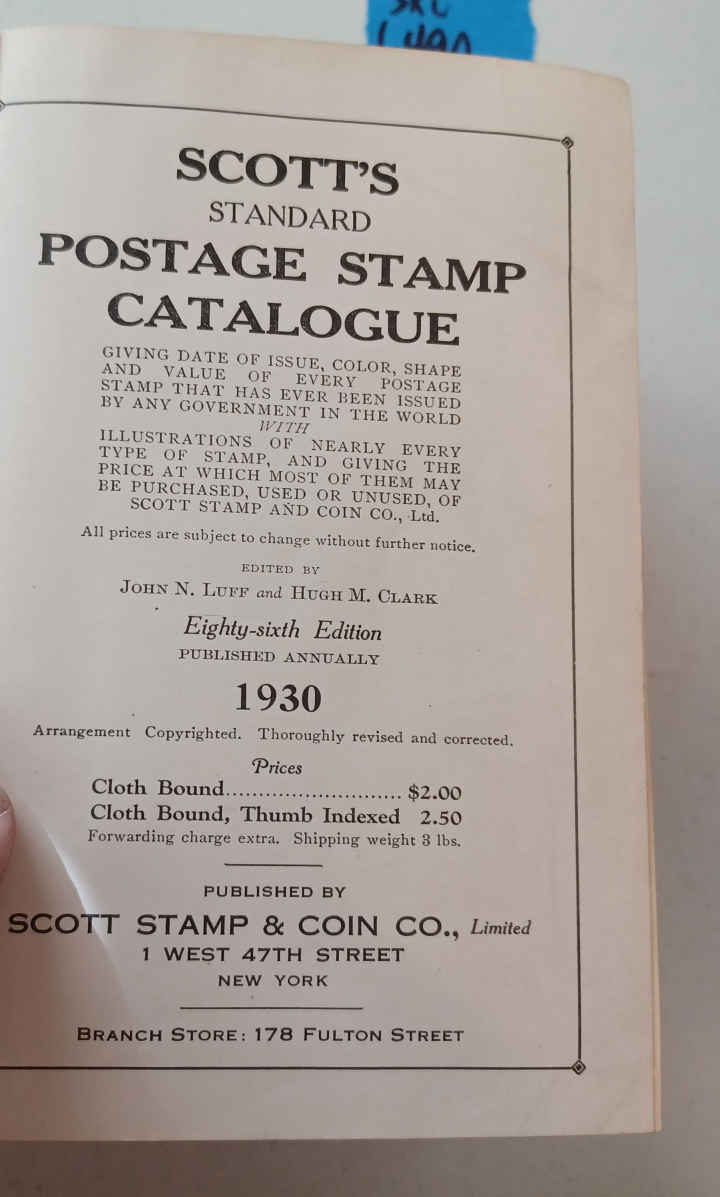 SKU
SCOTT'S
STANDARD
POSTAGE STAMP
CATALOGUE
GIVING DATE OF ISSUE, COLOR, SHAPE
AND VALUE OF EVERY POSTAGE
STAMP THAT HAS EVER BEEN ISSUED
BY ANY GOVERNMENT IN THE WORLD
WITH
ILLUSTRATIONS OF NEARLY EVERY
TYPE OF STAMP, AND GIVING THE
PRICE AT WHICH MOST OF THEM MAY
BE PURCHASED, USED OR UNUSED, OF
SCOTT STAMP AND COIN CO., Ltd.
All prices are subject to change without further notice.
EDITED BY
JOHN N. LUFF and HUGH M. CLARK
Eighty-sixth Edition
PUBLISHED ANNUALLY
1930
Arrangement Copyrighted. Thoroughly revised and corrected.
Prices
Cloth Bound........................... $2.00
Cloth Bound, Thumb Indexed 2.50
Forwarding charge extra. Shipping weight 3 lbs.
PUBLISHED BY
SCOTT STAMP & COIN CO., Limited
1 WEST 47TH STREET
NEW YORK
BRANCH STORE: 178 FULTON STREET